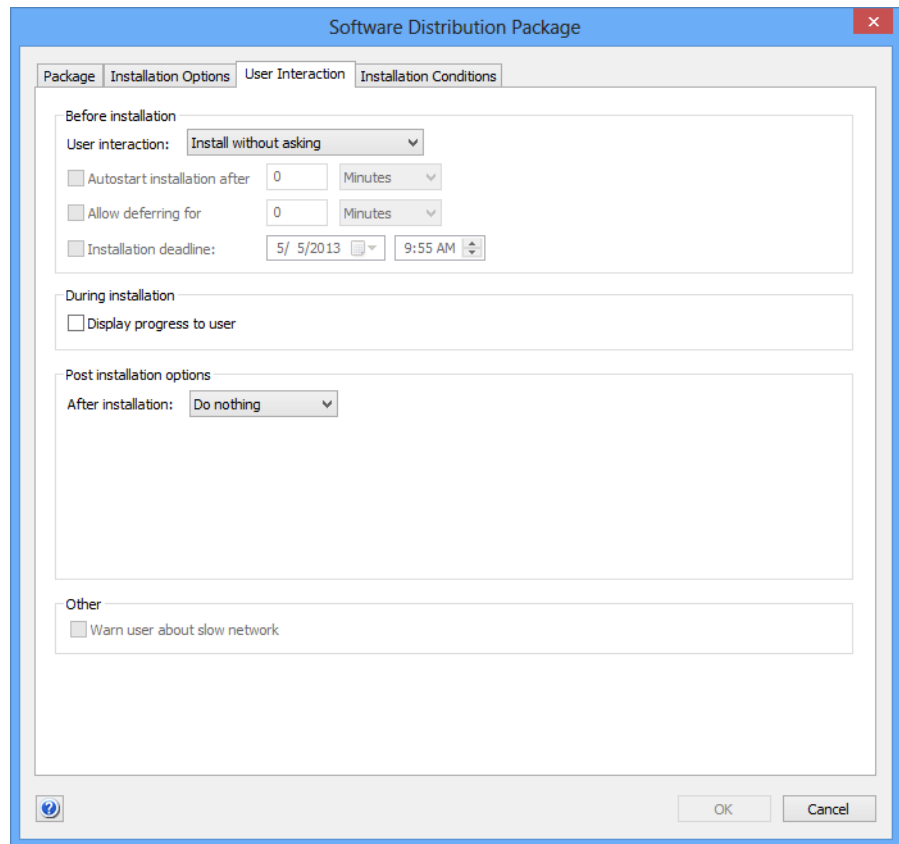 Software Distribution Package
Package Installation Options User Interaction Installation Conditions
Before installation
User interaction: Install without asking
Autostart installation after 0 Minutes
Allow deferring for 0 Minutes
Installation deadline: 5/ 5/2013 9:55 AM
During installation
Display progress to user
Post installation options
After installation: Do nothing
Other
Warn user about slow network
OK Cancel